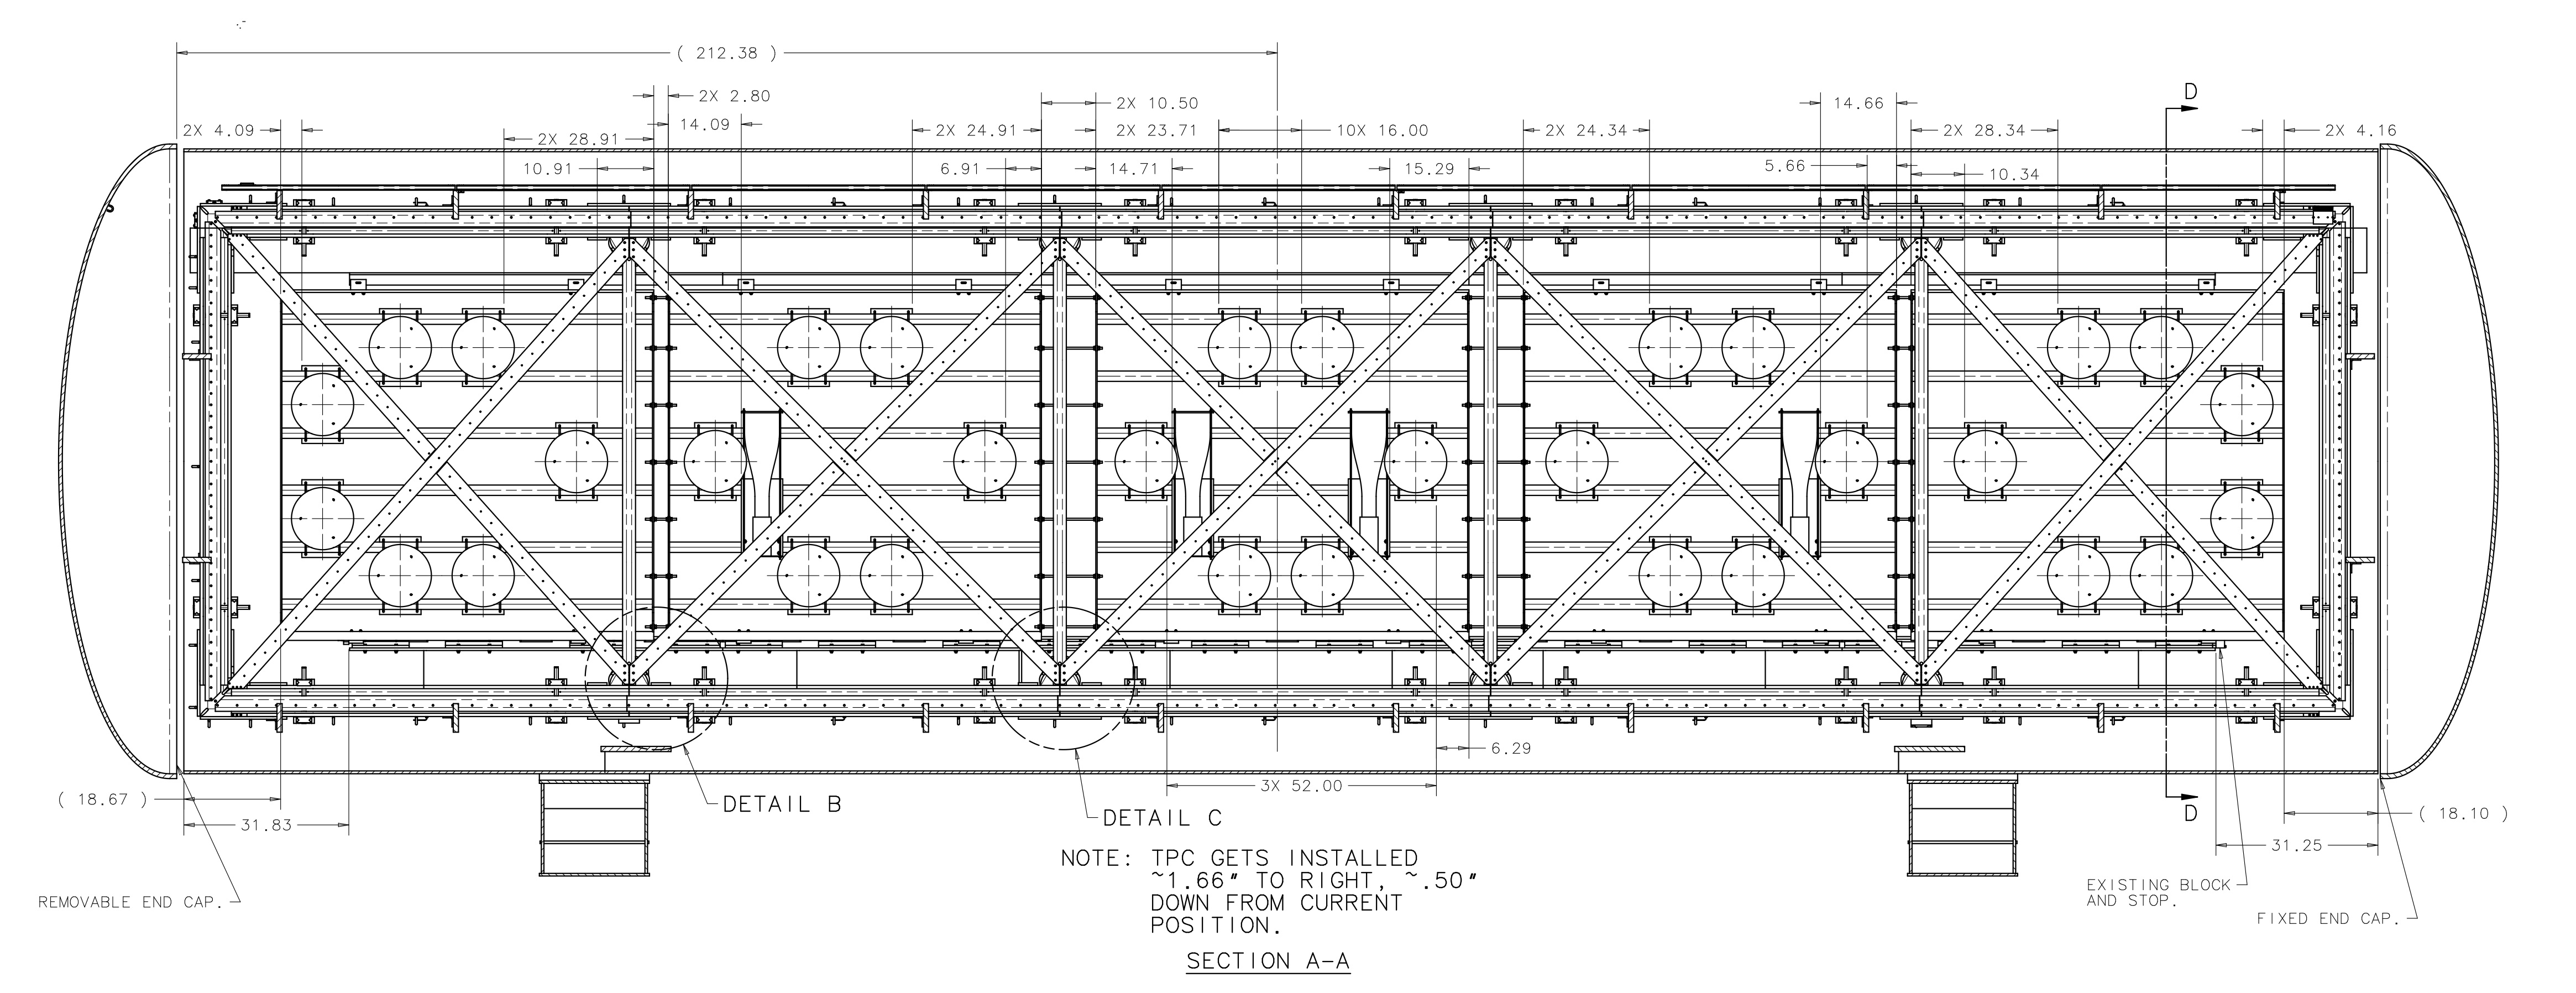 ( 212.38 )
D
2X 2.80
2X 10.50
14.66
2X 4.09
14.09
2X 28.91
2X 24.91
2X 23.71
10X 16.00
2X 24.34
2X 28.34
2X 4.16
10.91
6.91
14.71
15.29
5.66
10.34
6.29
3X 52.00
( 18.67 )
31.83
DETAIL B
DETAIL C
D
( 18.10 )
31.25
NOTE: TPC GETS INSTALLED
~1.66" TO RIGHT, ~.50"
DOWN FROM CURRENT
POSITION.
REMOVABLE END CAP.
EXISTING BLOCK
AND STOP.
FIXED END CAP.
SECTION A-A